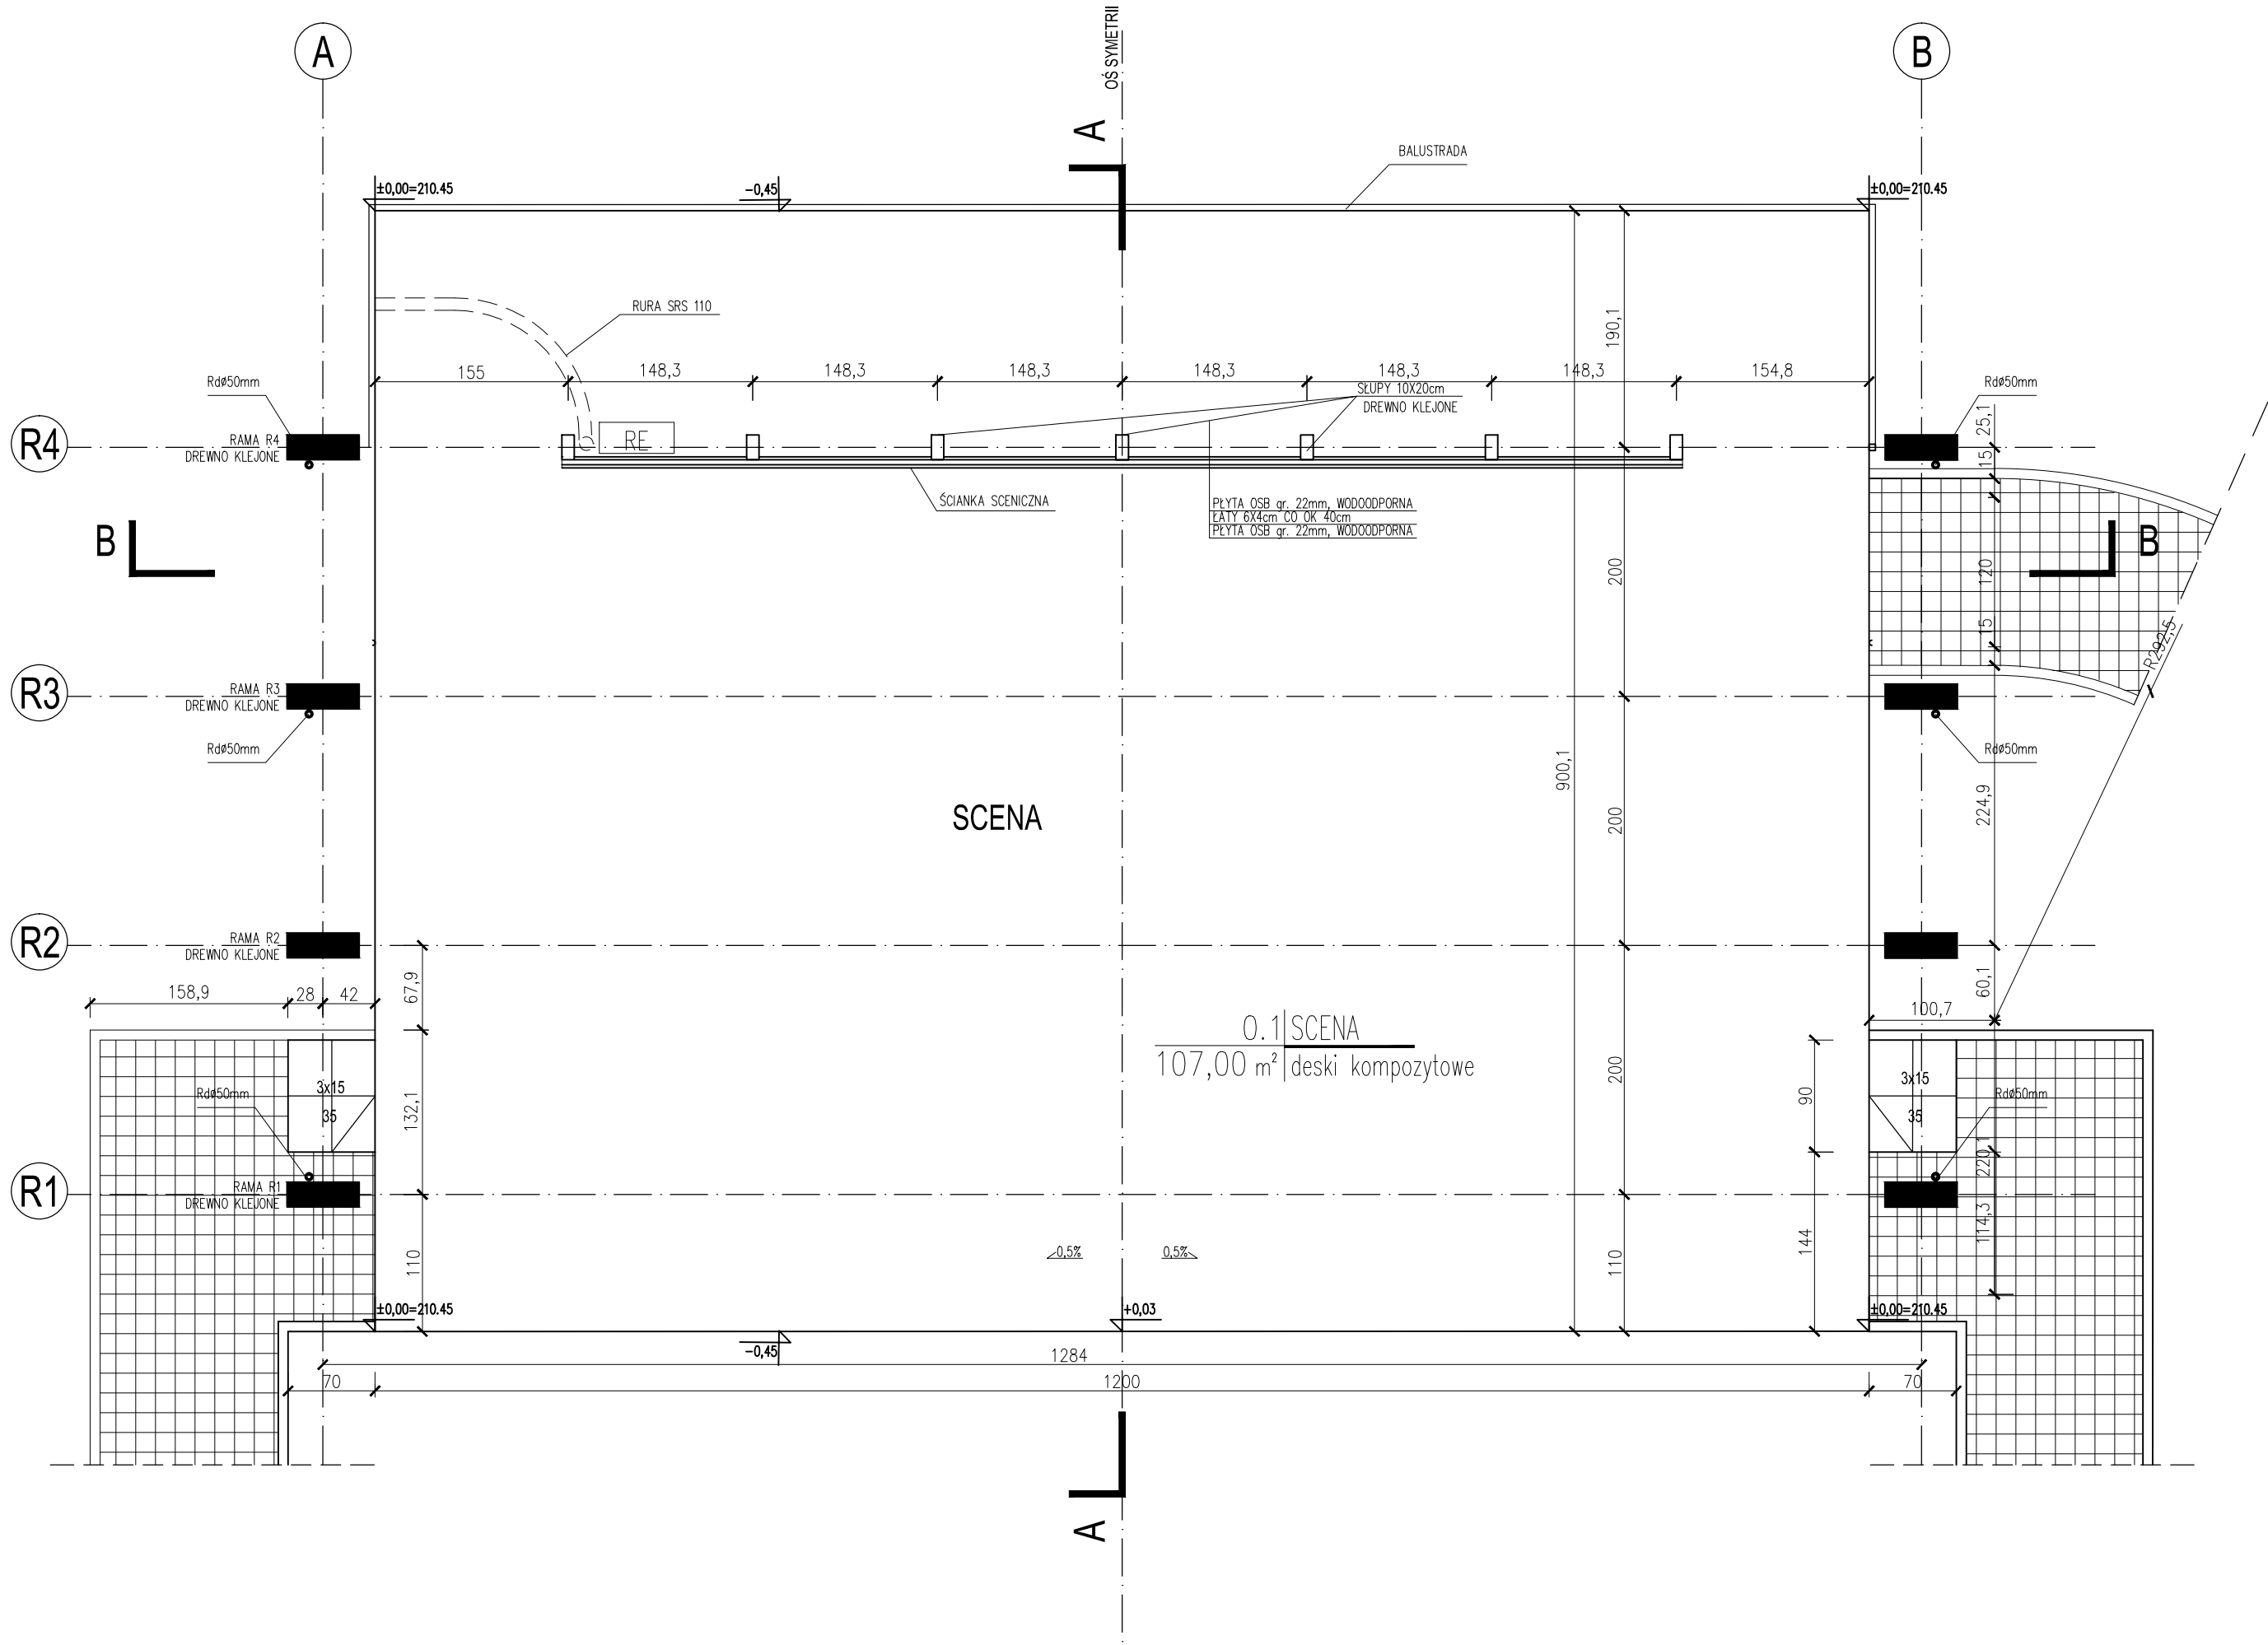 OŚ SYMETRII
A
B
A
BALUSTRADA
±0,00=210.45
-0,45
±0,00=210.45
RURA SRS 110
190,1
155
148,3
148,3
148,3
148,3
148,3
148,3
154,8
Rdø50mm
SŁUPY 10X20cm
DREWNO KLEJONE
Rdø50mm
25,1
R4
RAMA R4
DREWNO KLEJONE
RE
15
ŚCIANKA SCENICZNA
PŁYTA OSB gr. 22mm, WODOODPORNA
ŁATY 6X4cm CO OK 40cm
PŁYTA OSB gr. 22mm, WODOODPORNA
B
B
200
120
15
R292,5
R3
RAMA R3
DREWNO KLEJONE
Rdø50mm
Rdø50mm
900,1
SCENA
200
224,9
R2
RAMA R2
DREWNO KLEJONE
158,9
28
42
67,9
60,1
100,7
0.1 SCENA
107,00 m² deski kompozytowe
200
3x15
35
Rdø50mm
132,1
90
3x15
35
Rdø50mm
220,1
R1
RAMA R1
DREWNO KLEJONE
114,3
110
0,5%
0,5%
110
144
±0,00=210.45
+0,03
±0,00=210.45
-0,45
1284
70
1200
70
A